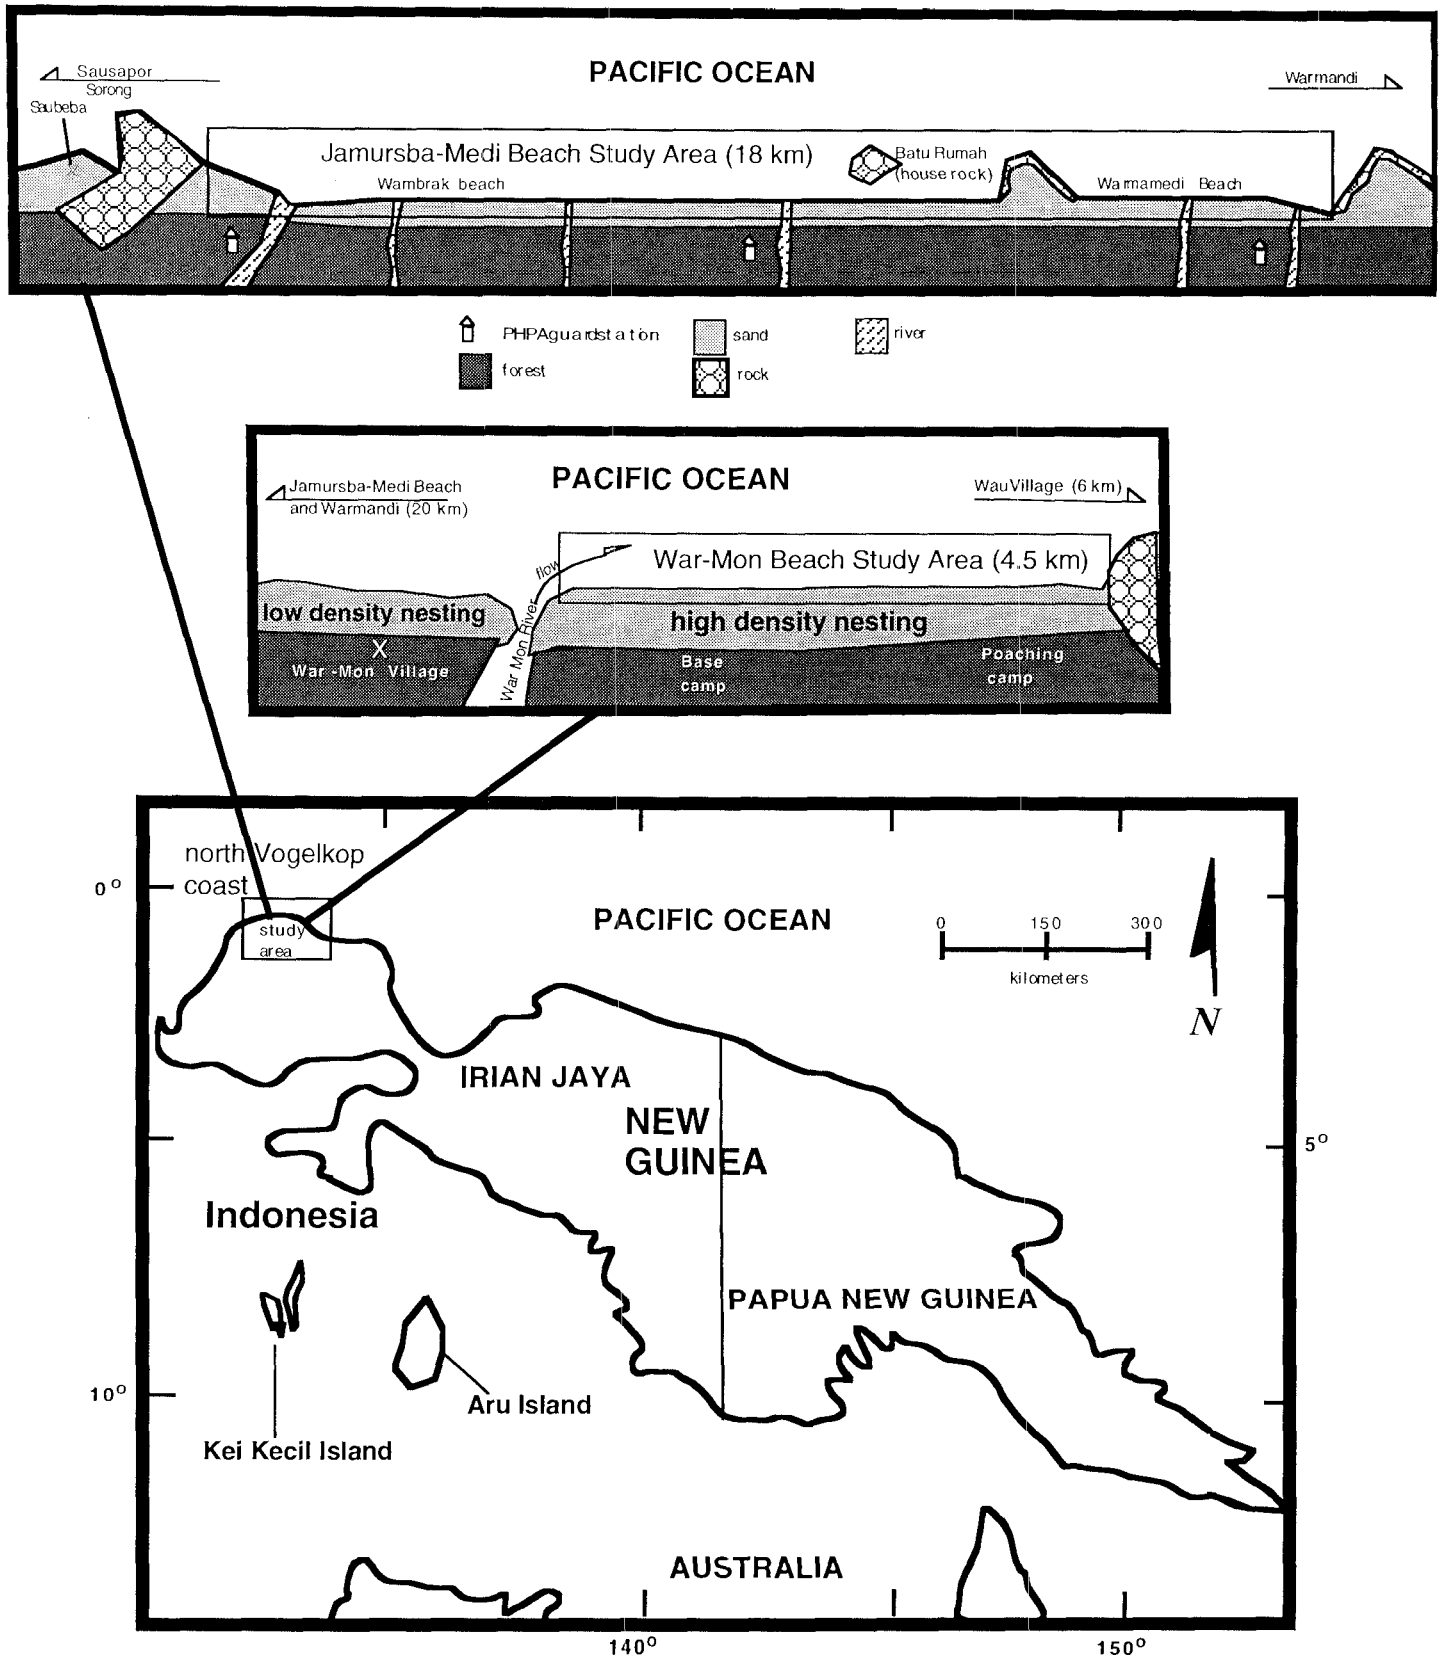 PACIFIC OCEAN
Sausapor
Sorong
Saubeba
Warmandi
Jamursba-Medi Beach Study Area (18 km)
Batu Rumah
(house rock)
Wambrak beach
Warmamedi Beach
PHPA guard station
sand
river
forest
rock
PACIFIC OCEAN
Jamursba-Medi Beach
and Warmandi (20 km)
Wau Village (6 km)
flow
War-Mon Beach Study Area (4.5 km)
low density nesting
high density nesting
War Mon River
X
War-Mon Village
Base
camp
Poaching
camp
north Vogelkop
coast
0°
study
area
PACIFIC OCEAN
0 150 300
kilometers
N
IRIAN JAYA
NEW
GUINEA
5°
Indonesia
PAPUA NEW GUINEA
10°
Aru Island
Kei Kecil Island
AUSTRALIA
140° 150°